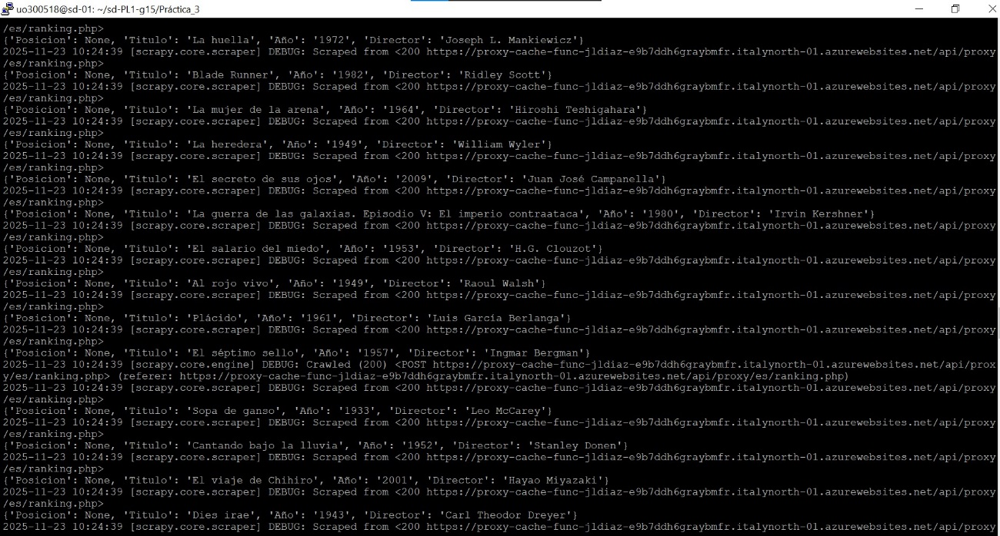 uo300518@sd-01: ~/sd-PL1-g15/Práctica_3
/es/ranking.php>
{'Posicion': None, 'Titulo': 'La huella', 'Año': '1972', 'Director': 'Joseph L. Mankiewicz'}
2025-11-23 10:24:39 [scrapy.core.scraper] DEBUG: Scraped from <200 https://proxy-cache-func-jldiaz-e9b7ddh6graybmfr.italynorth-01.azurewebsites.net/api/proxy
/es/ranking.php>
{'Posicion': None, 'Titulo': 'Blade Runner', 'Año': '1982', 'Director': 'Ridley Scott'}
2025-11-23 10:24:39 [scrapy.core.scraper] DEBUG: Scraped from <200 https://proxy-cache-func-jldiaz-e9b7ddh6graybmfr.italynorth-01.azurewebsites.net/api/proxy
/es/ranking.php>
{'Posicion': None, 'Titulo': 'La mujer de la arena', 'Año': '1964', 'Director': 'Hiroshi Teshigahara'}
2025-11-23 10:24:39 [scrapy.core.scraper] DEBUG: Scraped from <200 https://proxy-cache-func-jldiaz-e9b7ddh6graybmfr.italynorth-01.azurewebsites.net/api/proxy
/es/ranking.php>
{'Posicion': None, 'Titulo': 'La heredera', 'Año': '1949', 'Director': 'William Wyler'}
2025-11-23 10:24:39 [scrapy.core.scraper] DEBUG: Scraped from <200 https://proxy-cache-func-jldiaz-e9b7ddh6graybmfr.italynorth-01.azurewebsites.net/api/proxy
/es/ranking.php>
{'Posicion': None, 'Titulo': 'El secreto de sus ojos', 'Año': '2009', 'Director': 'Juan José Campanella'}
2025-11-23 10:24:39 [scrapy.core.scraper] DEBUG: Scraped from <200 https://proxy-cache-func-jldiaz-e9b7ddh6graybmfr.italynorth-01.azurewebsites.net/api/proxy
/es/ranking.php>
{'Posicion': None, 'Titulo': 'La guerra de las galaxias. Episodio V: El imperio contraataca', 'Año': '1980', 'Director': 'Irvin Kershner'}
2025-11-23 10:24:39 [scrapy.core.scraper] DEBUG: Scraped from <200 https://proxy-cache-func-jldiaz-e9b7ddh6graybmfr.italynorth-01.azurewebsites.net/api/proxy
/es/ranking.php>
{'Posicion': None, 'Titulo': 'El salario del miedo', 'Año': '1953', 'Director': 'H.G. Clouzot'}
2025-11-23 10:24:39 [scrapy.core.scraper] DEBUG: Scraped from <200 https://proxy-cache-func-jldiaz-e9b7ddh6graybmfr.italynorth-01.azurewebsites.net/api/proxy
/es/ranking.php>
{'Posicion': None, 'Titulo': 'Al rojo vivo', 'Año': '1949', 'Director': 'Raoul Walsh'}
2025-11-23 10:24:39 [scrapy.core.scraper] DEBUG: Scraped from <200 https://proxy-cache-func-jldiaz-e9b7ddh6graybmfr.italynorth-01.azurewebsites.net/api/proxy
/es/ranking.php>
{'Posicion': None, 'Titulo': 'Plácido', 'Año': '1961', 'Director': 'Luis García Berlanga'}
2025-11-23 10:24:39 [scrapy.core.scraper] DEBUG: Scraped from <200 https://proxy-cache-func-jldiaz-e9b7ddh6graybmfr.italynorth-01.azurewebsites.net/api/proxy
/es/ranking.php>
{'Posicion': None, 'Titulo': 'El séptimo sello', 'Año': '1957', 'Director': 'Ingmar Bergman'}
2025-11-23 10:24:39 [scrapy.core.engine] DEBUG: Crawled (200) <POST https://proxy-cache-func-jldiaz-e9b7ddh6graybmfr.italynorth-01.azurewebsites.net/api/prox
y/es/ranking.php> (referer: https://proxy-cache-func-jldiaz-e9b7ddh6graybmfr.italynorth-01.azurewebsites.net/api/proxy/es/ranking.php)
2025-11-23 10:24:39 [scrapy.core.scraper] DEBUG: Scraped from <200 https://proxy-cache-func-jldiaz-e9b7ddh6graybmfr.italynorth-01.azurewebsites.net/api/proxy
/es/ranking.php>
{'Posicion': None, 'Titulo': 'Sopa de ganso', 'Año': '1933', 'Director': 'Leo McCarey'}
2025-11-23 10:24:39 [scrapy.core.scraper] DEBUG: Scraped from <200 https://proxy-cache-func-jldiaz-e9b7ddh6graybmfr.italynorth-01.azurewebsites.net/api/proxy
/es/ranking.php>
{'Posicion': None, 'Titulo': 'Cantando bajo la lluvia', 'Año': '1952', 'Director': 'Stanley Donen'}
2025-11-23 10:24:39 [scrapy.core.scraper] DEBUG: Scraped from <200 https://proxy-cache-func-jldiaz-e9b7ddh6graybmfr.italynorth-01.azurewebsites.net/api/proxy
/es/ranking.php>
{'Posicion': None, 'Titulo': 'El viaje de Chihiro', 'Año': '2001', 'Director': 'Hayao Miyazaki'}
2025-11-23 10:24:39 [scrapy.core.scraper] DEBUG: Scraped from <200 https://proxy-cache-func-jldiaz-e9b7ddh6graybmfr.italynorth-01.azurewebsites.net/api/proxy
/es/ranking.php>
{'Posicion': None, 'Titulo': 'Dies irae', 'Año': '1943', 'Director': 'Carl Theodor Dreyer'}
2025-11-23 10:24:39 [scrapy.core.scraper] DEBUG: Scraped from <200 https://proxy-cache-func-jldiaz-e9b7ddh6graybmfr.italynorth-01.azurewebsites.net/api/proxy